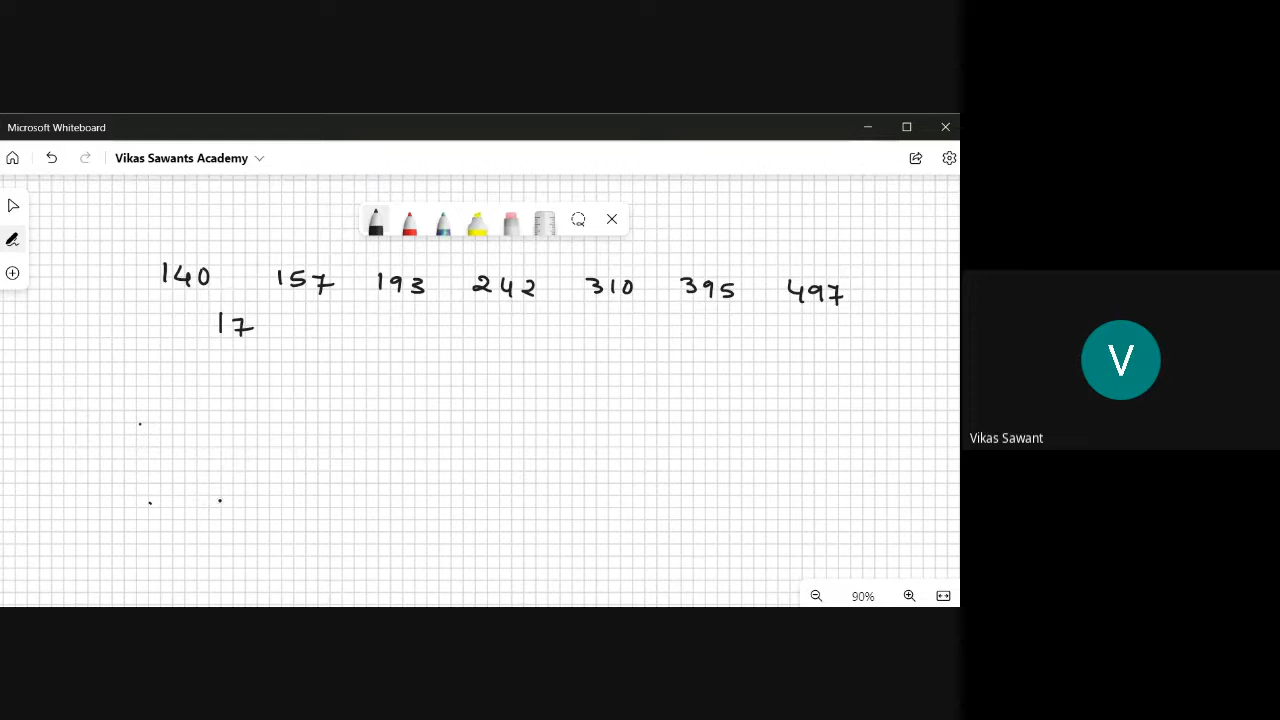 Microsoft Whiteboard
Vikas Sawants Academy
140 157 193 242 310 395 497
17
V
Vikas Sawant
90%